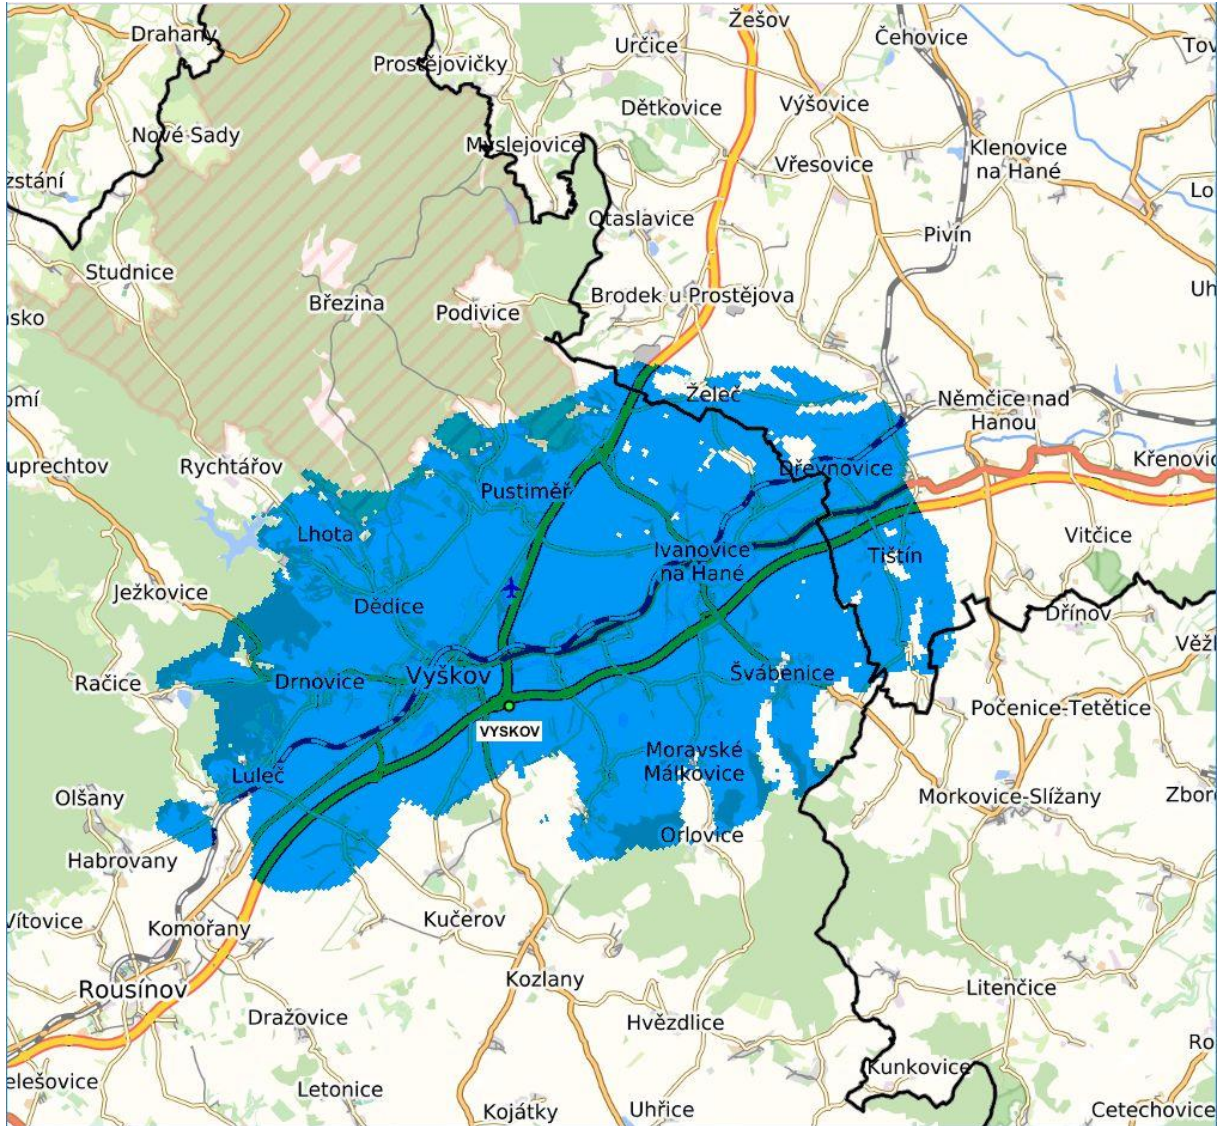 Žešov
Drahany
Určice
Čehovice
Tov
Prostějovičky
Dětkovice
Výšovice
Nové Sady
Myslejovice
Klenovice
na Hané
Vřesovice
zstání
Lo
Otaslavice
Pivín
Studnice
Uh
Březina
Brodek u Prostějova
Podivice
nsko
Želeč
omí
Němčice nad
Hanou
uprechtov
Rychtářov
Dřevnovice
Křenovic
Pustiměř
Lhota
Vitčice
Ivanovice
na Hané
Tištín
Ježkovice
Dědice
Dřínov
Věž
Račice
Drnovice
Vyškov
Švábenice
Počenice-Tetětice
VYSKOV
Moravské
Málkovice
Luleč
Olšany
Morkovice-Slížany
Zbor
Orlovice
Habrovany
Vítovice
Komořany
Kučerov
Rousínov
Kozlany
Litenčice
Dražovice
Hvězdlice
Ro
Kunkovice
elešovice
Letonice
Kojátky
Uhřice
Cetechovice